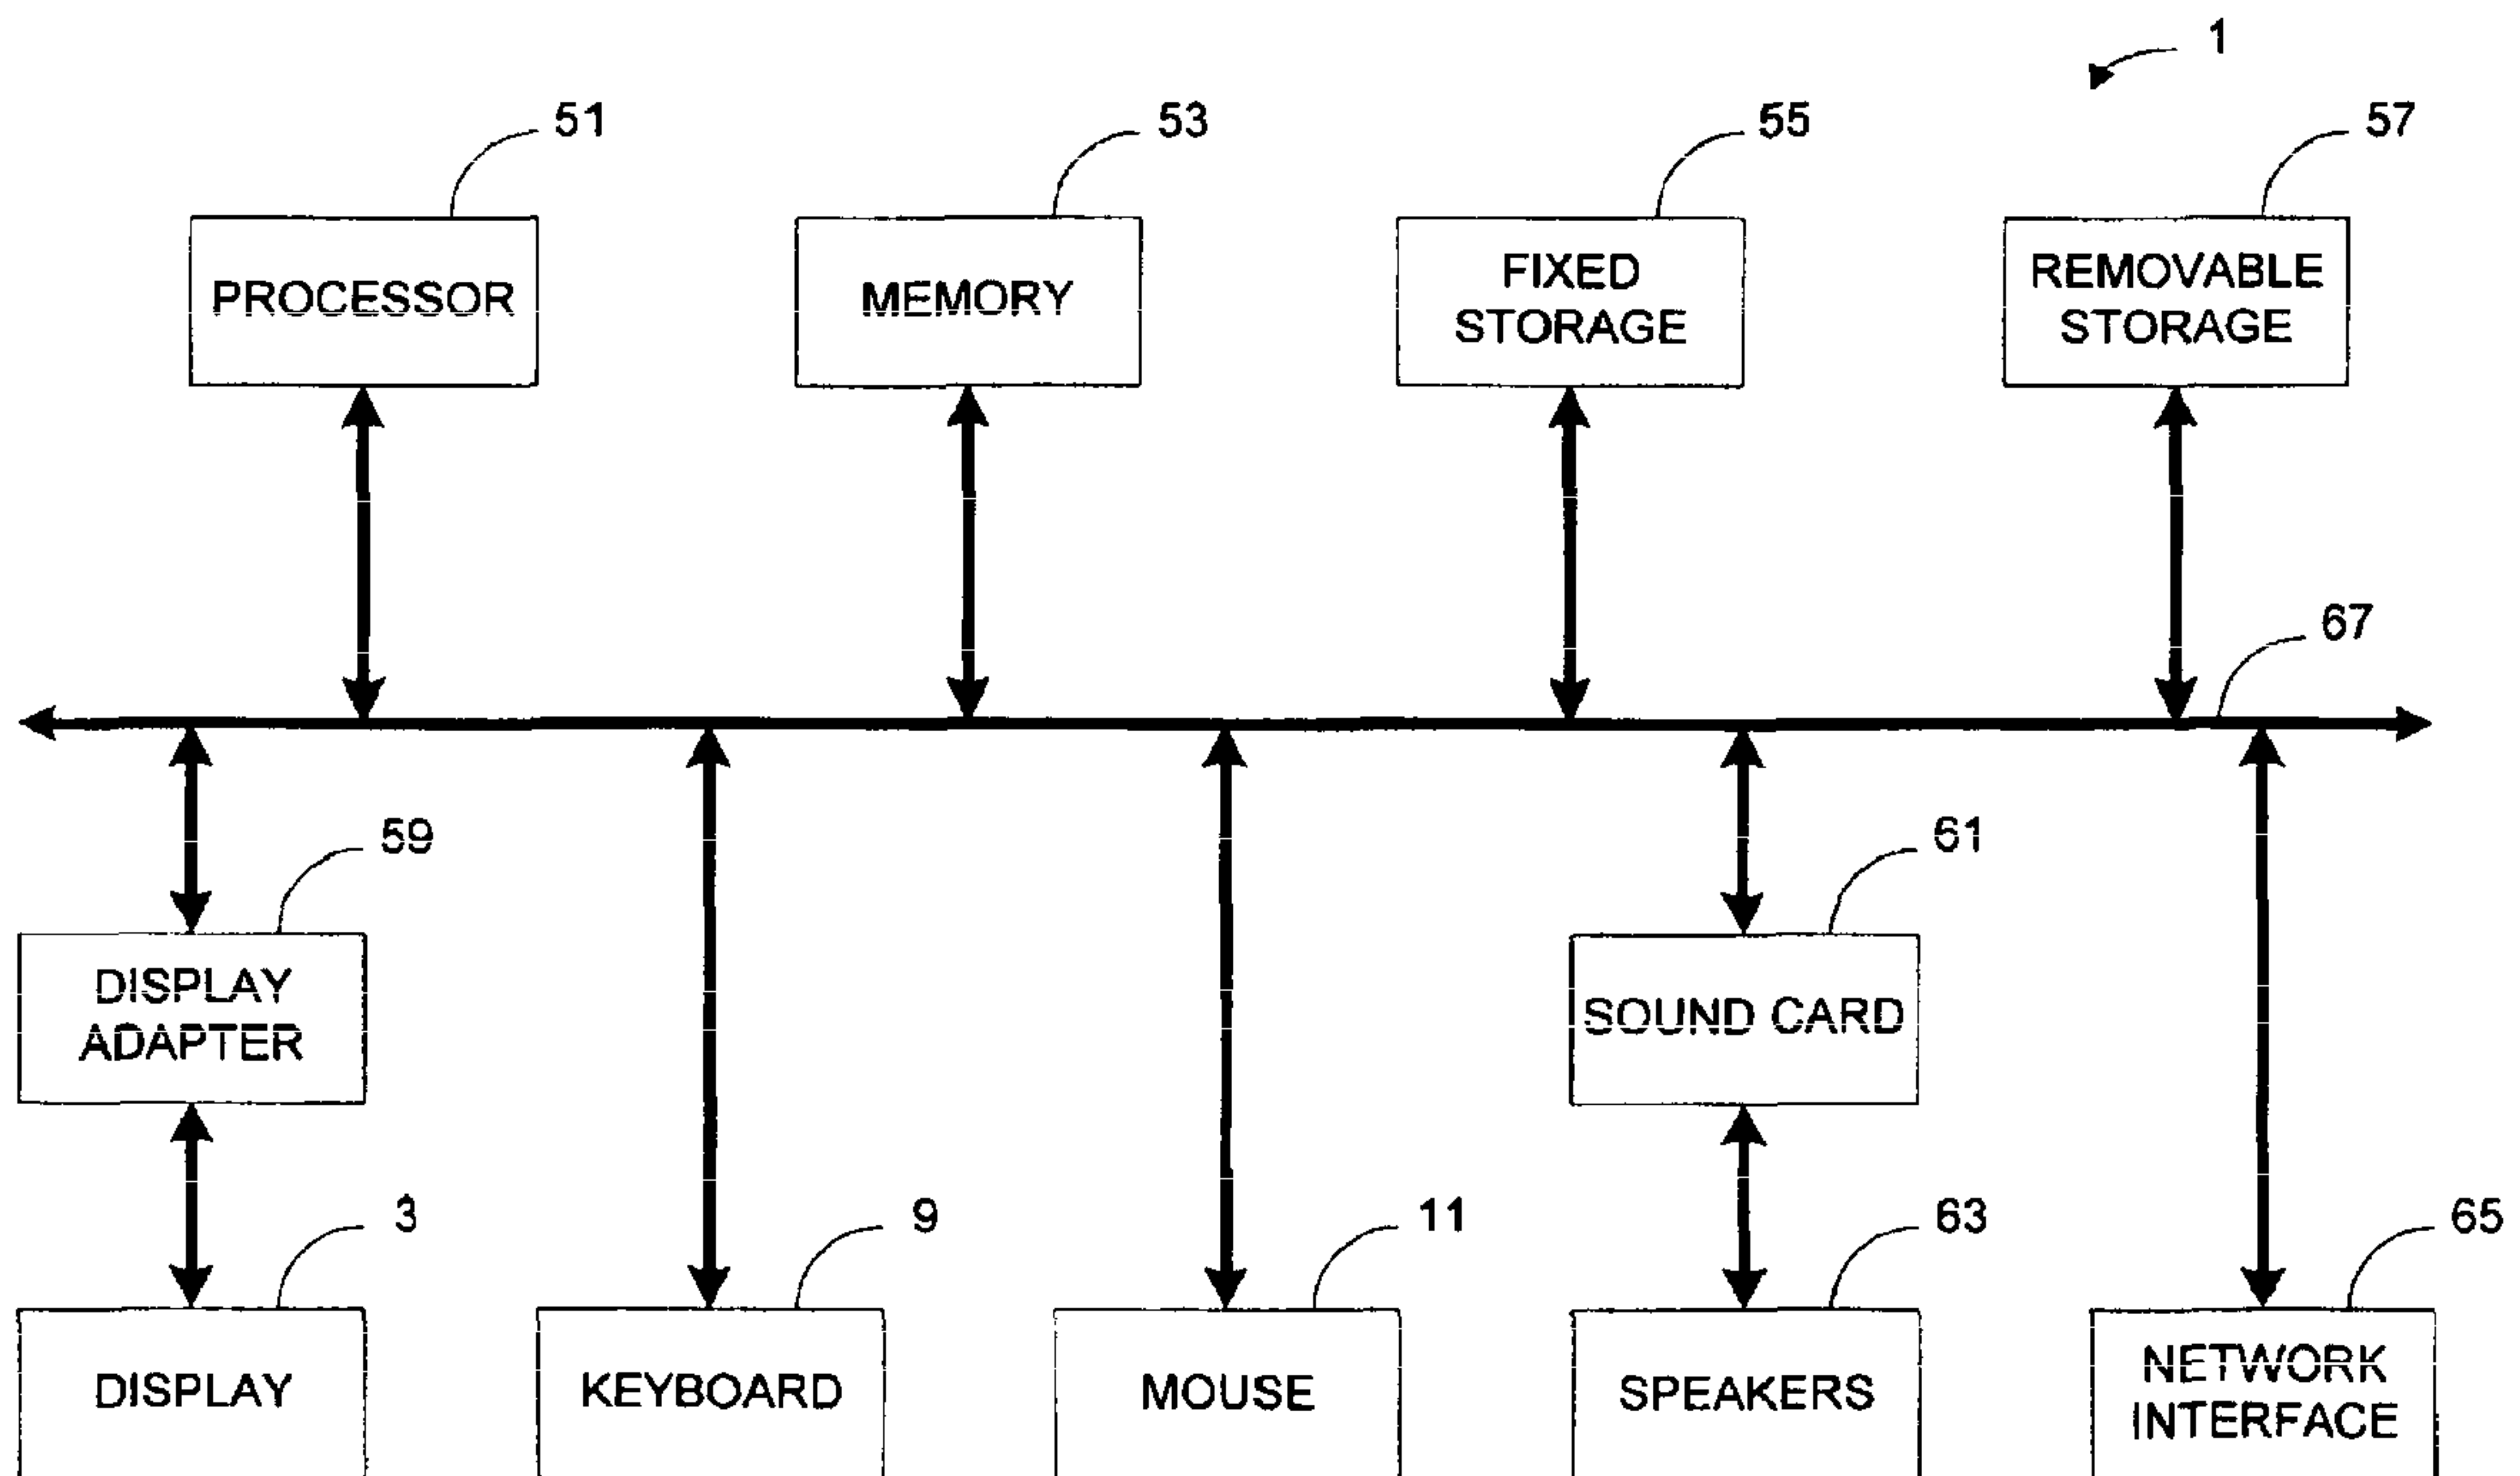 1
51
53
55
57
PROCESSOR
MEMORY
FIXED
STORAGE
REMOVABLE
STORAGE
67
59
61
DISPLAY
ADAPTER
SOUND CARD
3
9
11
63
65
DISPLAY
KEYBOARD
MOUSE
SPEAKERS
NETWORK
INTERFACE